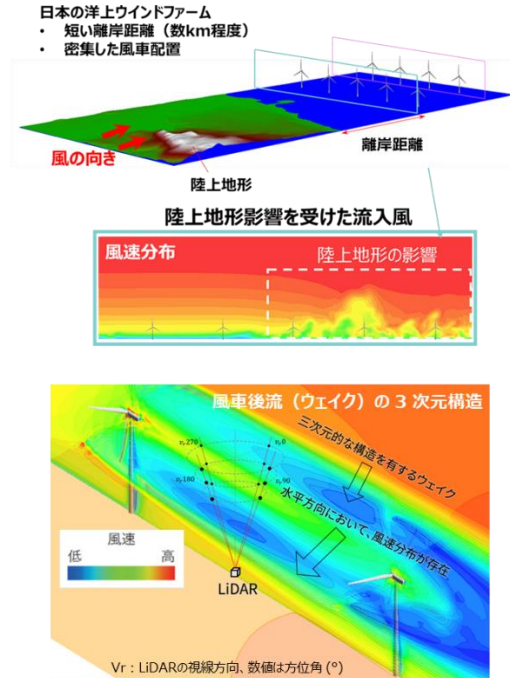 日本の洋上ウインドファーム
• 短い離岸距離（数km程度）
• 密集した風車配置
風の向き
離岸距離
陸上地形
陸上地形影響を受けた流入風
風速分布
陸上地形の影響
風車後流（ウェイク）の 3 次元構造
三次元的な構造を有するウェイク
vr270
vr0
vr180
vr90
水平方向において、風速分布が存在
風速
低 高
LiDAR
Vr：LiDARの視線方向、数値は方位角 (°)